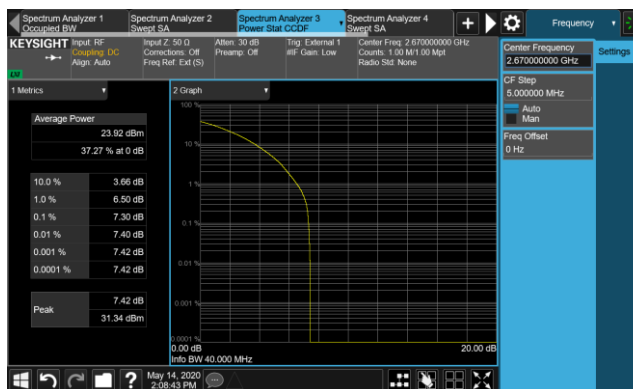 Spectrum Analyzer 1
Occupied BW
Spectrum Analyzer 2
Swept SA
Spectrum Analyzer 3
Power Stat CCDF
Spectrum Analyzer 4
Swept SA
Frequency
KEYSIGHT
Input: RF
Coupling: DC
Align: Auto
Input Z: 50 Ω
Corrections: Off
Freq Ref: Ext (S)
Atten: 30 dB
Preamp: Off
Trig: External 1
#IF Gain: Low
Center Freq: 2.670000000 GHz
Counts: 1.00 M/1.00 Mpt
Radio Std: None
Center Frequency
2.670000000 GHz
Settings
CF Step
5.000000 MHz
Auto
Man
Freq Offset
0 Hz
1 Metrics
Average Power
23.92 dBm
37.27 % at 0 dB
10.0 % 3.66 dB
1.0 % 6.50 dB
0.1 % 7.30 dB
0.01 % 7.40 dB
0.001 % 7.42 dB
0.0001 % 7.42 dB
Peak
7.42 dB
31.34 dBm
2 Graph
100 %
10 %
1 %
0.1 %
0.01 %
0.001 %
0.0001 %
0.00 dB
20.00 dB
Info BW 40.000 MHz
May 14, 2020
2:08:43 PM